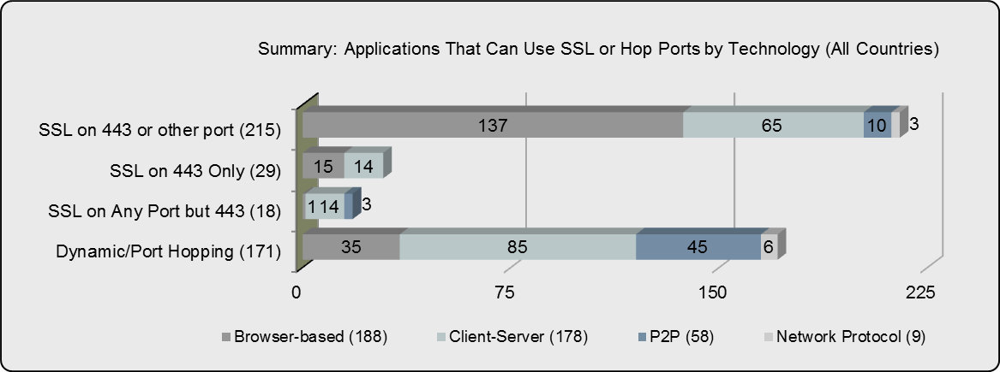 Summary: Applications That Can Use SSL or Hop Ports by Technology (All Countries)
SSL on 443 or other port (215)
137 65 10 3
SSL on 443 Only (29)
15 14
SSL on Any Port but 443 (18)
1 14 3
Dynamic/Port Hopping (171)
35 85 45 6
0 75 150 225
Browser-based (188) Client-Server (178) P2P (58) Network Protocol (9)